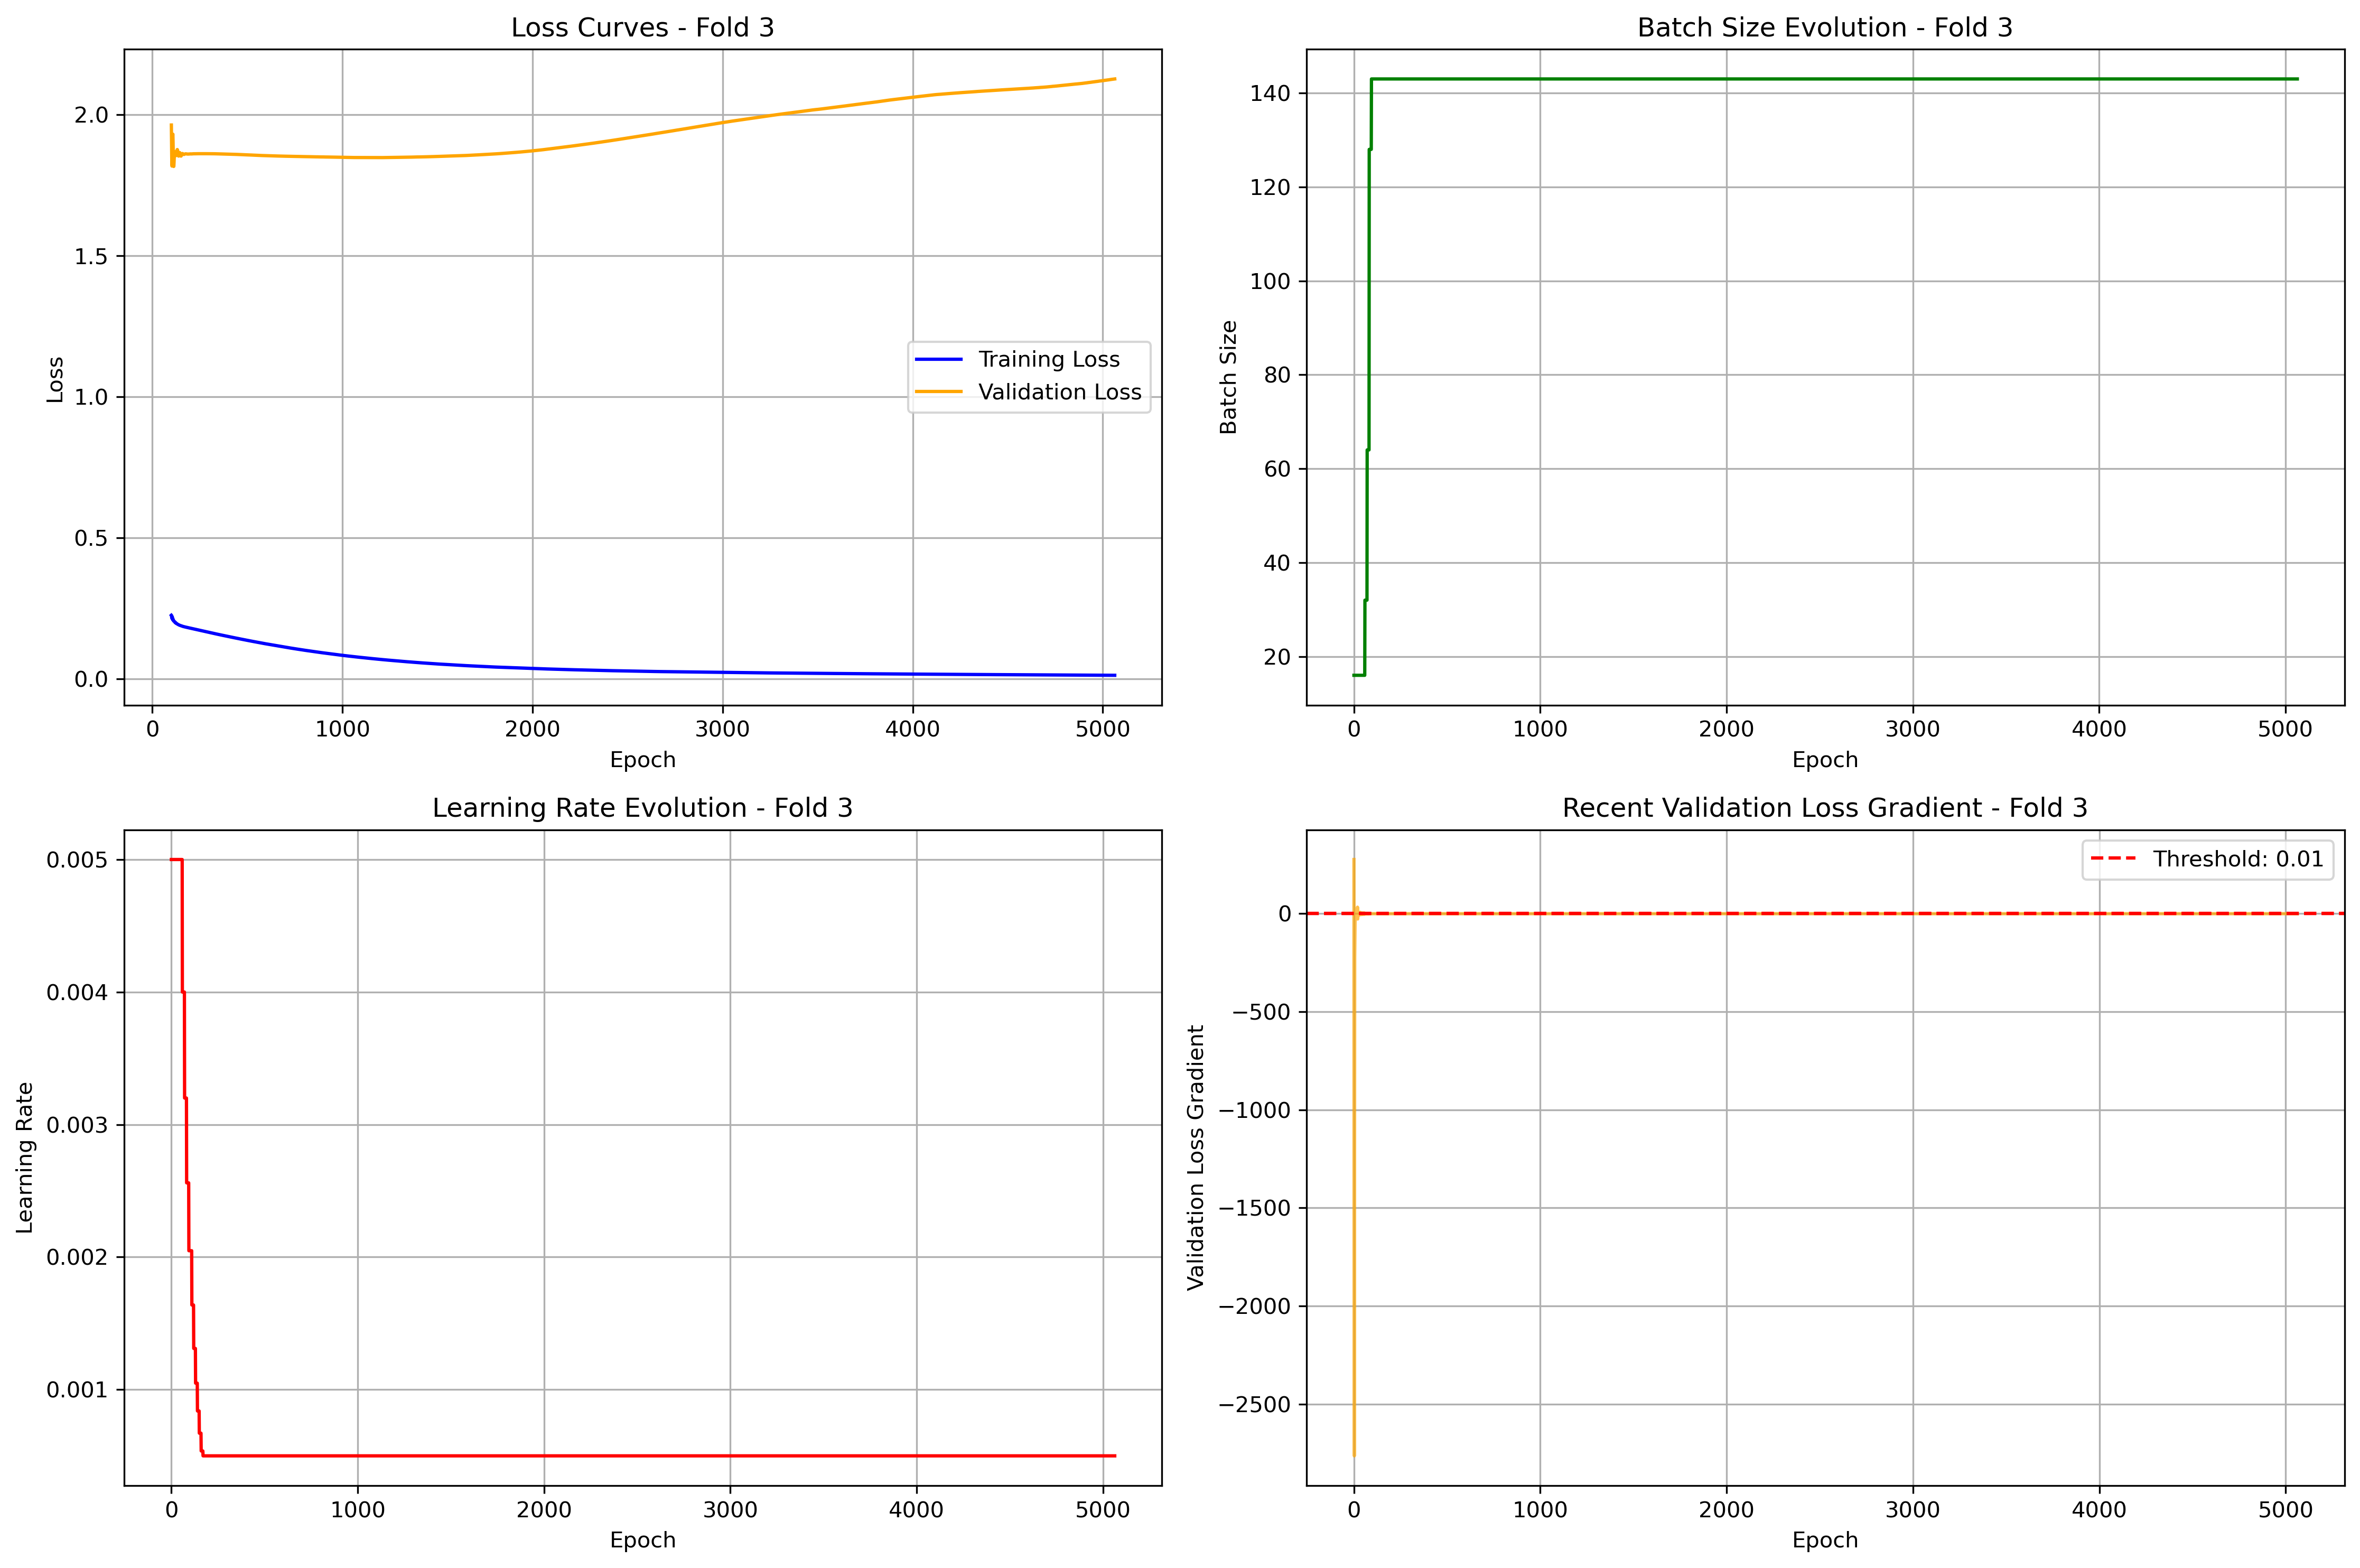 Loss Curves - Fold 3
2.0
1.5
1.0
0.5
0.0
Loss
Training Loss
Validation Loss
0 1000 2000 3000 4000 5000
Epoch
Batch Size Evolution - Fold 3
140
120
100
80
60
40
20
Batch Size
0 1000 2000 3000 4000 5000
Epoch
Learning Rate Evolution - Fold 3
0.005
0.004
0.003
0.002
0.001
Learning Rate
0 1000 2000 3000 4000 5000
Epoch
Recent Validation Loss Gradient - Fold 3
Threshold: 0.01
0
−500
−1000
−1500
−2000
−2500
Validation Loss Gradient
0 1000 2000 3000 4000 5000
Epoch